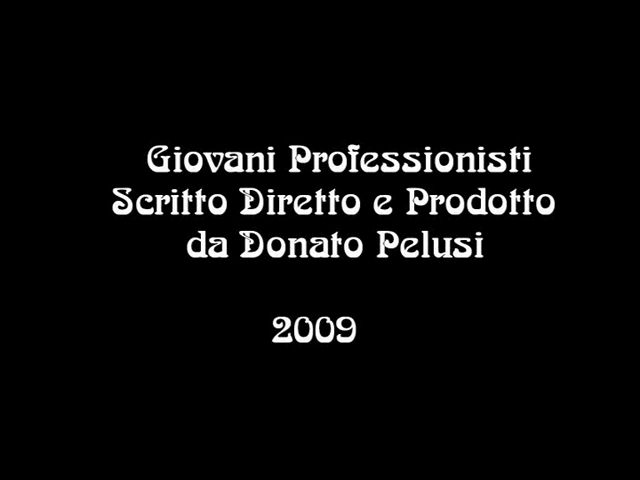 Giovani Professionisti
Scritto Diretto e Prodotto
da Donato Pelusi
2009